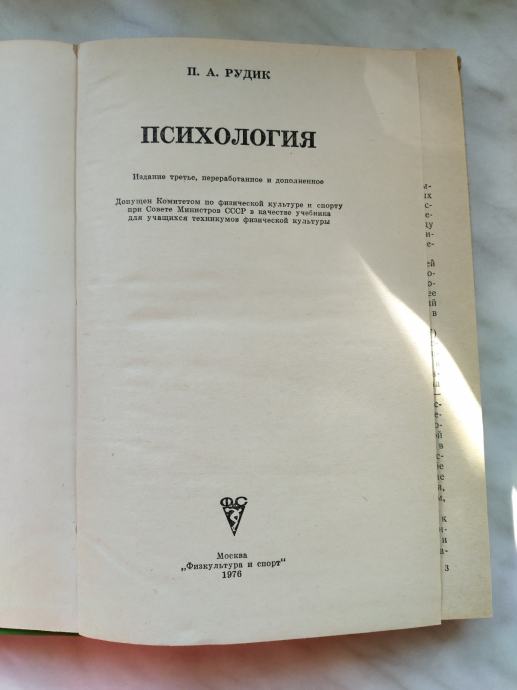 П. А. РУДИК
ПСИХОЛОГИЯ
Издание третье, переработанное и дополненное
Допущен Комитетом по физической культуре и спорту
при Совете Министров СССР в качестве учебника
для учащихся техникумов физической культуры
ФиС
Москва
„Физкультура и спорт"
1976
3